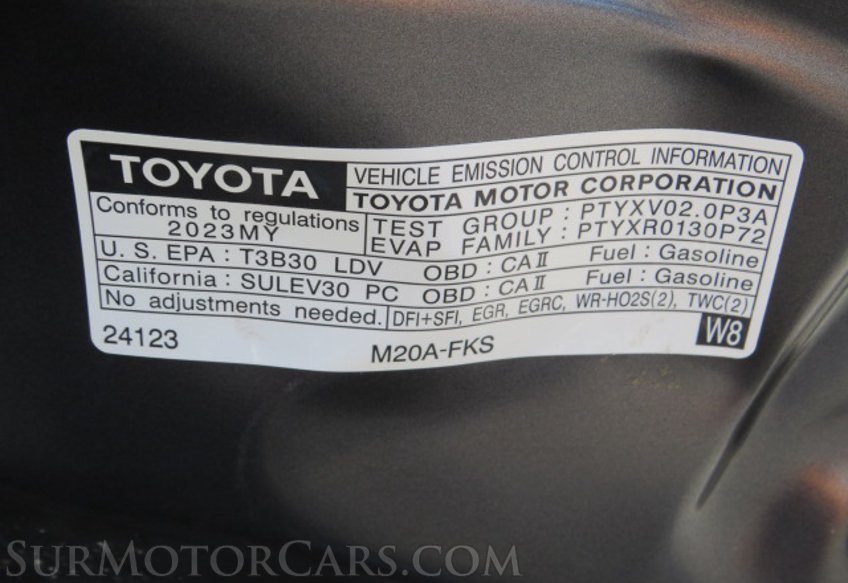 TOYOTA
VEHICLE EMISSION CONTROL INFORMATION
TOYOTA MOTOR CORPORATION
Conforms to regulations
2023MY
TEST GROUP : PTYXV02.0P3A
EVAP FAMILY : PTYXR0130P72
U. S. EPA : T3B30 LDV OBD : CAⅡ Fuel : Gasoline
California : SULEV30 PC OBD : CAⅡ Fuel : Gasoline
No adjustments needed. DFI+SFI, EGR, EGRC, WR-HO2S(2), TWC(2)
24123 M20A-FKS W8
SurMotorCars.com